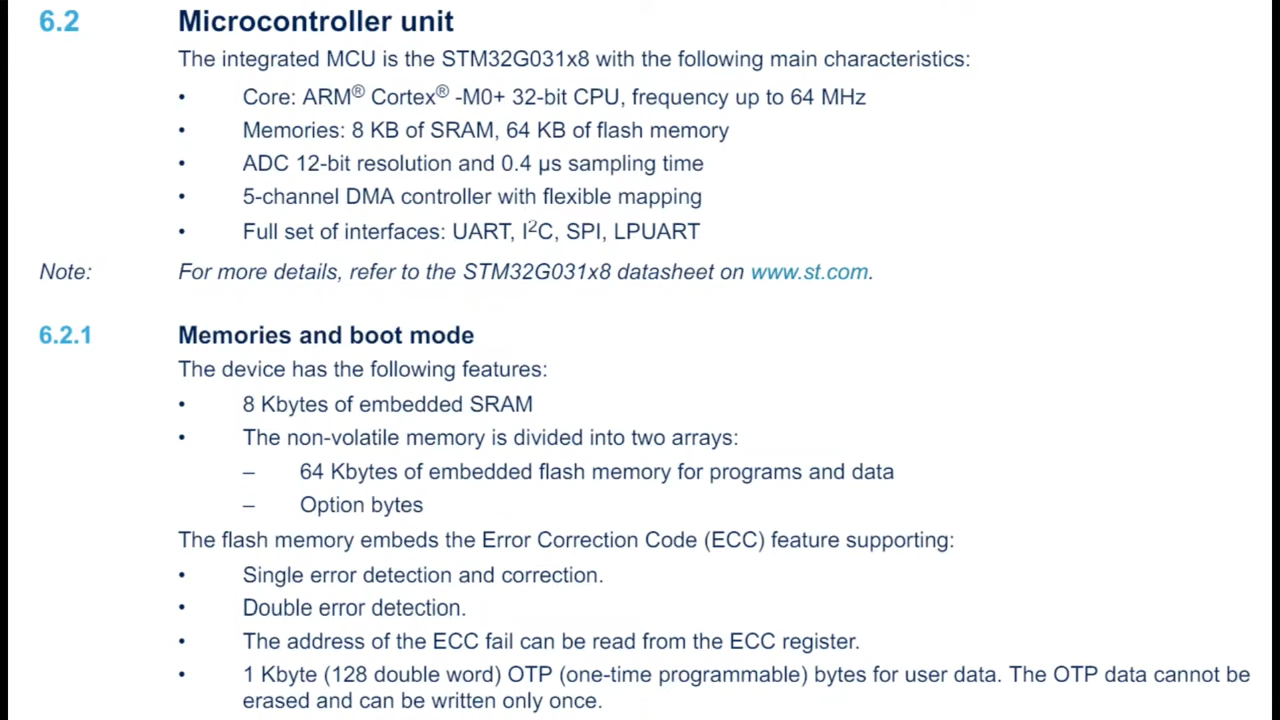 6.2 Microcontroller unit
The integrated MCU is the STM32G031x8 with the following main characteristics:
• Core: ARM® Cortex® -M0+ 32-bit CPU, frequency up to 64 MHz
• Memories: 8 KB of SRAM, 64 KB of flash memory
• ADC 12-bit resolution and 0.4 µs sampling time
• 5-channel DMA controller with flexible mapping
• Full set of interfaces: UART, I²C, SPI, LPUART
Note: For more details, refer to the STM32G031x8 datasheet on www.st.com.
6.2.1 Memories and boot mode
The device has the following features:
• 8 Kbytes of embedded SRAM
• The non-volatile memory is divided into two arrays:
– 64 Kbytes of embedded flash memory for programs and data
– Option bytes
The flash memory embeds the Error Correction Code (ECC) feature supporting:
• Single error detection and correction.
• Double error detection.
• The address of the ECC fail can be read from the ECC register.
• 1 Kbyte (128 double word) OTP (one-time programmable) bytes for user data. The OTP data cannot be
erased and can be written only once.